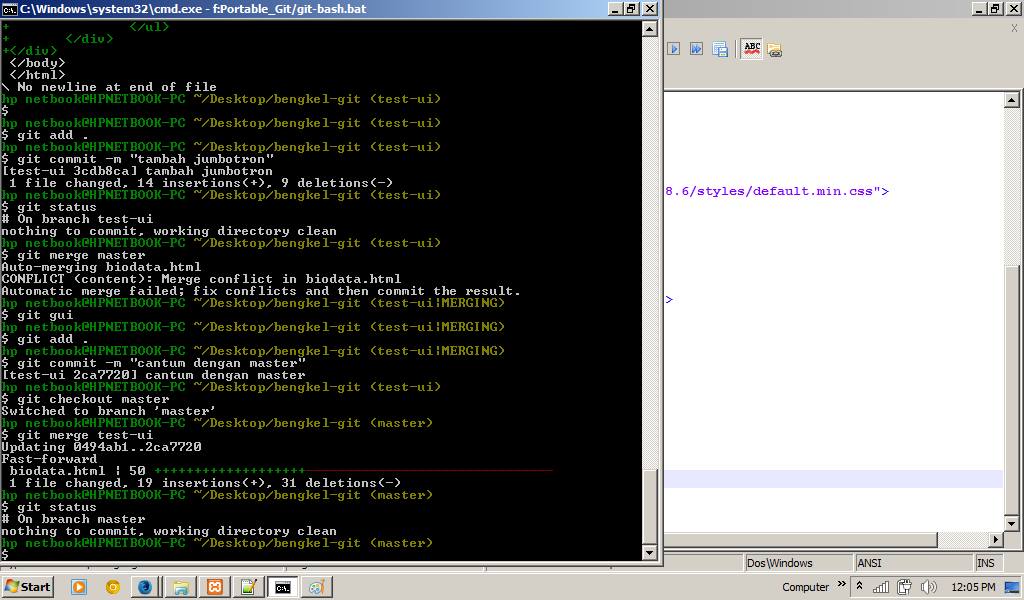 C:\Windows\system32\cmd.exe - f:Portable_Git/git-bash.bat
+ </ul>
+ </div>
+</div>
</body>
</html>
\ No newline at end of file
hp netbook@HPNETBOOK-PC ~/Desktop/bengkel-git (test-ui)
$
hp netbook@HPNETBOOK-PC ~/Desktop/bengkel-git (test-ui)
$ git add .
hp netbook@HPNETBOOK-PC ~/Desktop/bengkel-git (test-ui)
$ git commit -m "tambah jumbotron"
[test-ui 3cdb8ca] tambah jumbotron
1 file changed, 14 insertions(+), 9 deletions(-)
hp netbook@HPNETBOOK-PC ~/Desktop/bengkel-git (test-ui)
$ git status
# On branch test-ui
nothing to commit, working directory clean
hp netbook@HPNETBOOK-PC ~/Desktop/bengkel-git (test-ui)
$ git merge master
Auto-merging biodata.html
CONFLICT (content): Merge conflict in biodata.html
Automatic merge failed; fix conflicts and then commit the result.
hp netbook@HPNETBOOK-PC ~/Desktop/bengkel-git (test-ui|MERGING)
$ git gui
hp netbook@HPNETBOOK-PC ~/Desktop/bengkel-git (test-ui|MERGING)
$ git add .
hp netbook@HPNETBOOK-PC ~/Desktop/bengkel-git (test-ui|MERGING)
$ git commit -m "cantum dengan master"
[test-ui 2ca7720] cantum dengan master
hp netbook@HPNETBOOK-PC ~/Desktop/bengkel-git (test-ui)
$ git checkout master
Switched to branch 'master'
hp netbook@HPNETBOOK-PC ~/Desktop/bengkel-git (master)
$ git merge test-ui
Updating 0494ab1..2ca7720
Fast-forward
biodata.html | 50 +++++++++++++++++++-------------------------------
1 file changed, 19 insertions(+), 31 deletions(-)
hp netbook@HPNETBOOK-PC ~/Desktop/bengkel-git (master)
$ git status
# On branch master
nothing to commit, working directory clean
hp netbook@HPNETBOOK-PC ~/Desktop/bengkel-git (master)
$
ABC
X
8.6/styles/default.min.css">
>
Dos\Windows ANSI INS
Start Computer » 12:05 PM